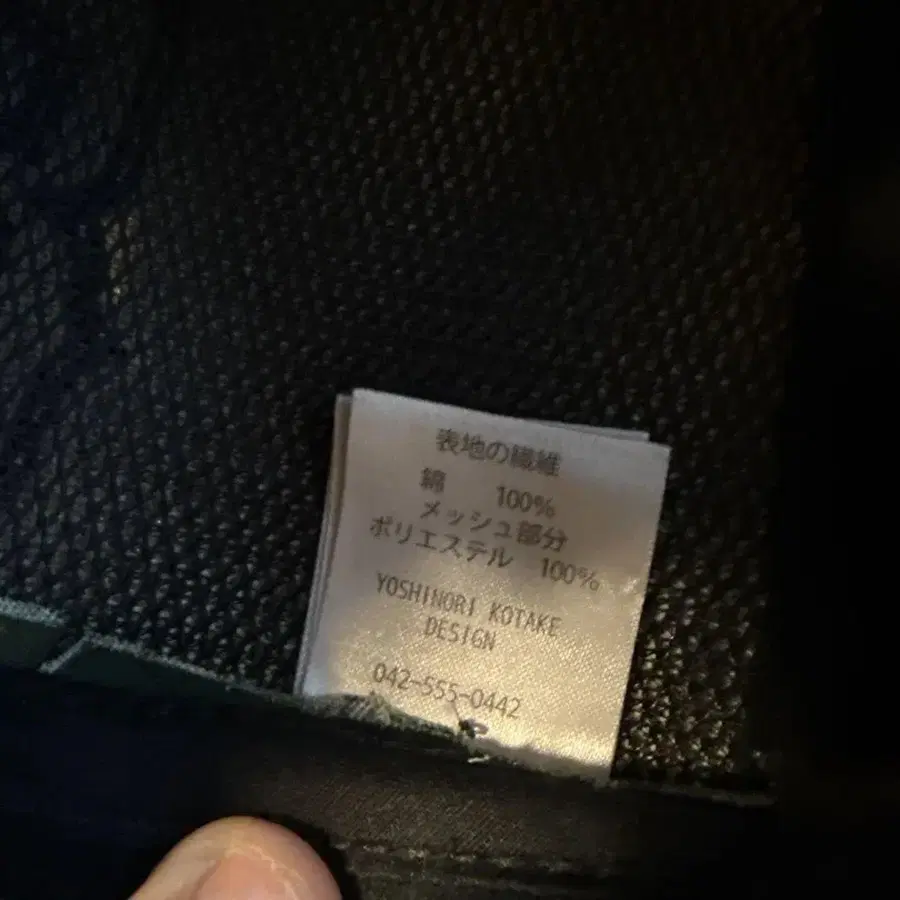 表地の繊維
綿 100%
メッシュ部分
ポリエステル 100%
YOSHINORI KOTAKE
DESIGN
042-555-0442